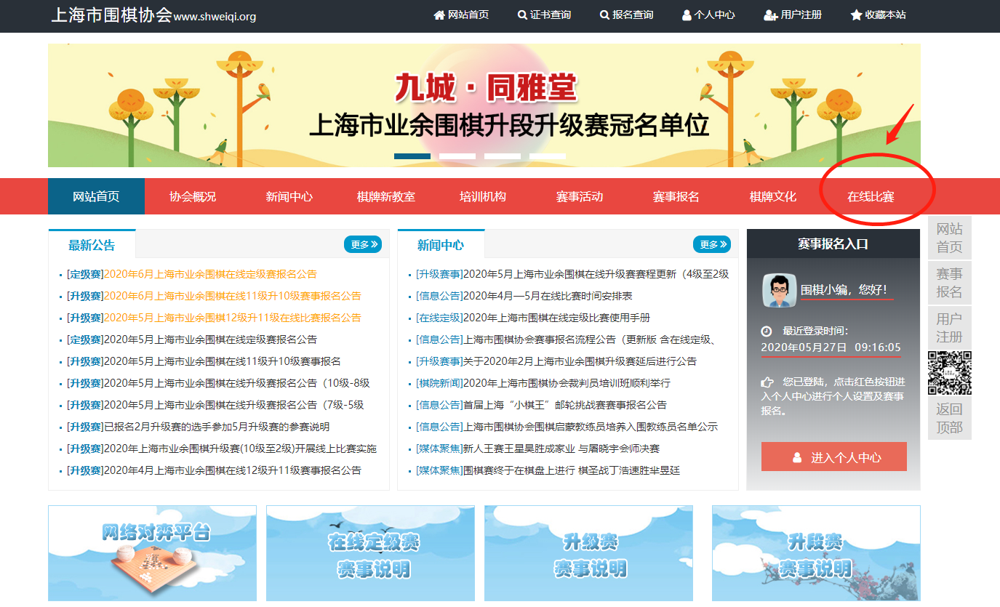 上海市围棋协会www.shweiqi.org
网站首页 证书查询 报名查询 个人中心 用户注册 收藏本站
九城·同雅堂
上海市业余围棋升段升级赛冠名单位
网站首页 协会概况 新闻中心 棋牌新教室 培训机构 赛事活动 赛事报名 棋牌文化 在线比赛
最新公告 更多
[定级赛]2020年6月上海市业余围棋在线定级赛报名公告
[升级赛]2020年6月上海市业余围棋在线11级升10级赛事报名公告
[升级赛]2020年5月上海市业余围棋12级升11级在线比赛报名公告
[定级赛]2020年5月上海市业余围棋在线定级赛报名公告
[升级赛]2020年5月上海市业余围棋在线11级升10级赛事报名
[升级赛]2020年5月上海市业余围棋在线升级赛报名公告（10级-8级
[升级赛]2020年5月上海市业余围棋在线升级赛报名公告（7级-5级
[升级赛]已报名2月升级赛的选手参加5月升级赛的参赛说明
[升级赛]2020年上海市业余围棋升级赛(10级至2级)开展线上比赛实施
[升级赛]2020年4月上海市业余围棋在线12级升11级赛事报名公告
新闻中心 更多
[升级赛事]2020年5月上海市业余围棋在线升级赛赛程更新（4级至2级
[信息公告]2020年4月—5月在线比赛时间安排表
[在线定级]2020年上海市围棋在线定级比赛使用手册
[信息公告]上海市围棋协会赛事报名流程公告（更新版 含在线定级、
[升级赛事]关于2020年2月上海市业余围棋升级赛延后进行公告
[棋院新闻]2020年上海市围棋协会裁判员培训班顺利举行
[信息公告]首届上海“小棋王”邮轮挑战赛赛事报名公告
[信息公告]上海市围棋协会围棋启蒙教练员培养入围教练员名单公示
[媒体聚焦]新人王赛王星昊胜成家业 与屠晓宇会师决赛
[媒体聚焦]围棋赛终于在棋盘上进行 棋圣战丁浩速胜芈昱廷
赛事报名入口
围棋小编，您好！
最近登录时间：
2020年05月27日 09:16:05
您已登陆，点击红色按钮进
入个人中心进行个人设置及赛事
报名。
进入个人中心
网站
首页
赛事
报名
用户
注册
返回
顶部
网络对弈平台
在线定级赛
赛事说明
升级赛
赛事说明
升段赛
赛事说明